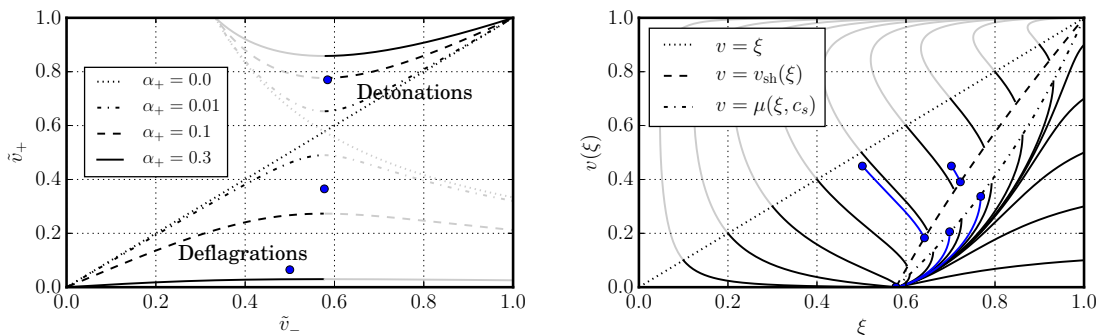 1.0
0.8
0.6
0.4
0.2
0.0
ṽ₊
α₊ = 0.0
α₊ = 0.01
α₊ = 0.1
α₊ = 0.3
Detonations
Deflagrations
0.0 0.2 0.4 0.6 0.8 1.0
ṽ₋
1.0
0.8
0.6
0.4
0.2
0.0
v(ξ)
v = ξ
v = v_sh(ξ)
v = μ(ξ, c_s)
0.0 0.2 0.4 0.6 0.8 1.0
ξ